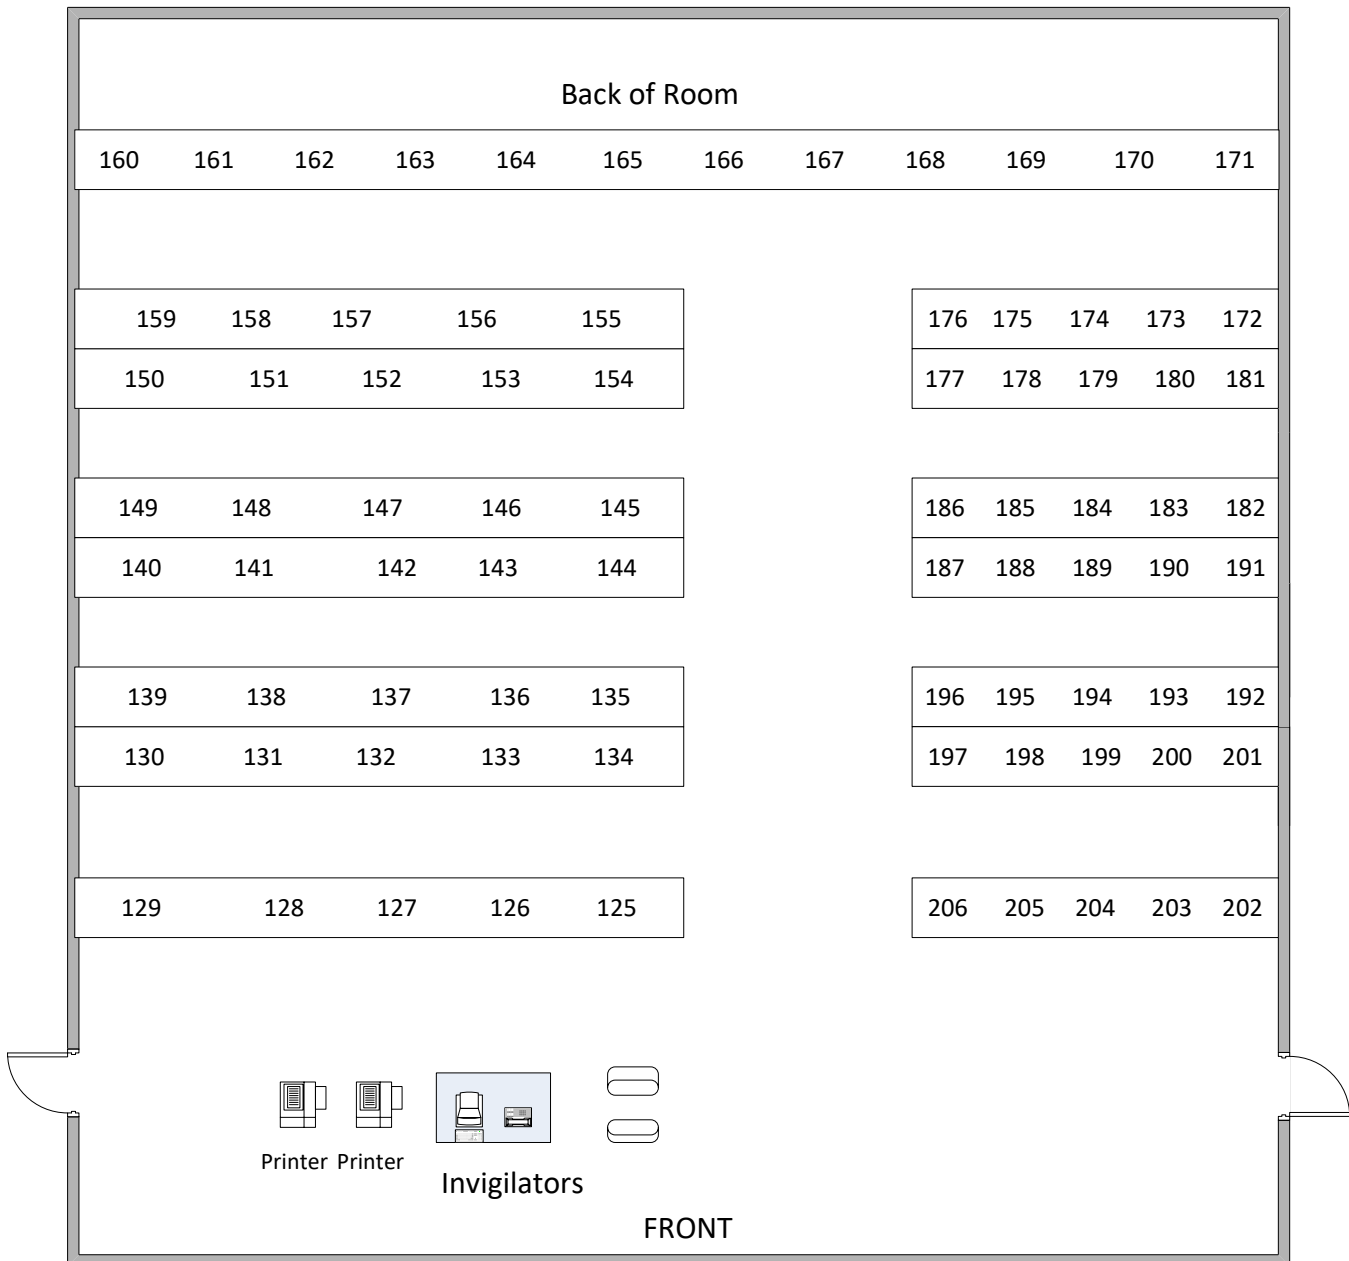 Back of Room
160 161 162 163 164 165 166 167 168 169 170 171
159 158 157 156 155 176 175 174 173 172
150 151 152 153 154 177 178 179 180 181
149 148 147 146 145 186 185 184 183 182
140 141 142 143 144 187 188 189 190 191
139 138 137 136 135 196 195 194 193 192
130 131 132 133 134 197 198 199 200 201
129 128 127 126 125 206 205 204 203 202
Printer Printer
Invigilators
FRONT